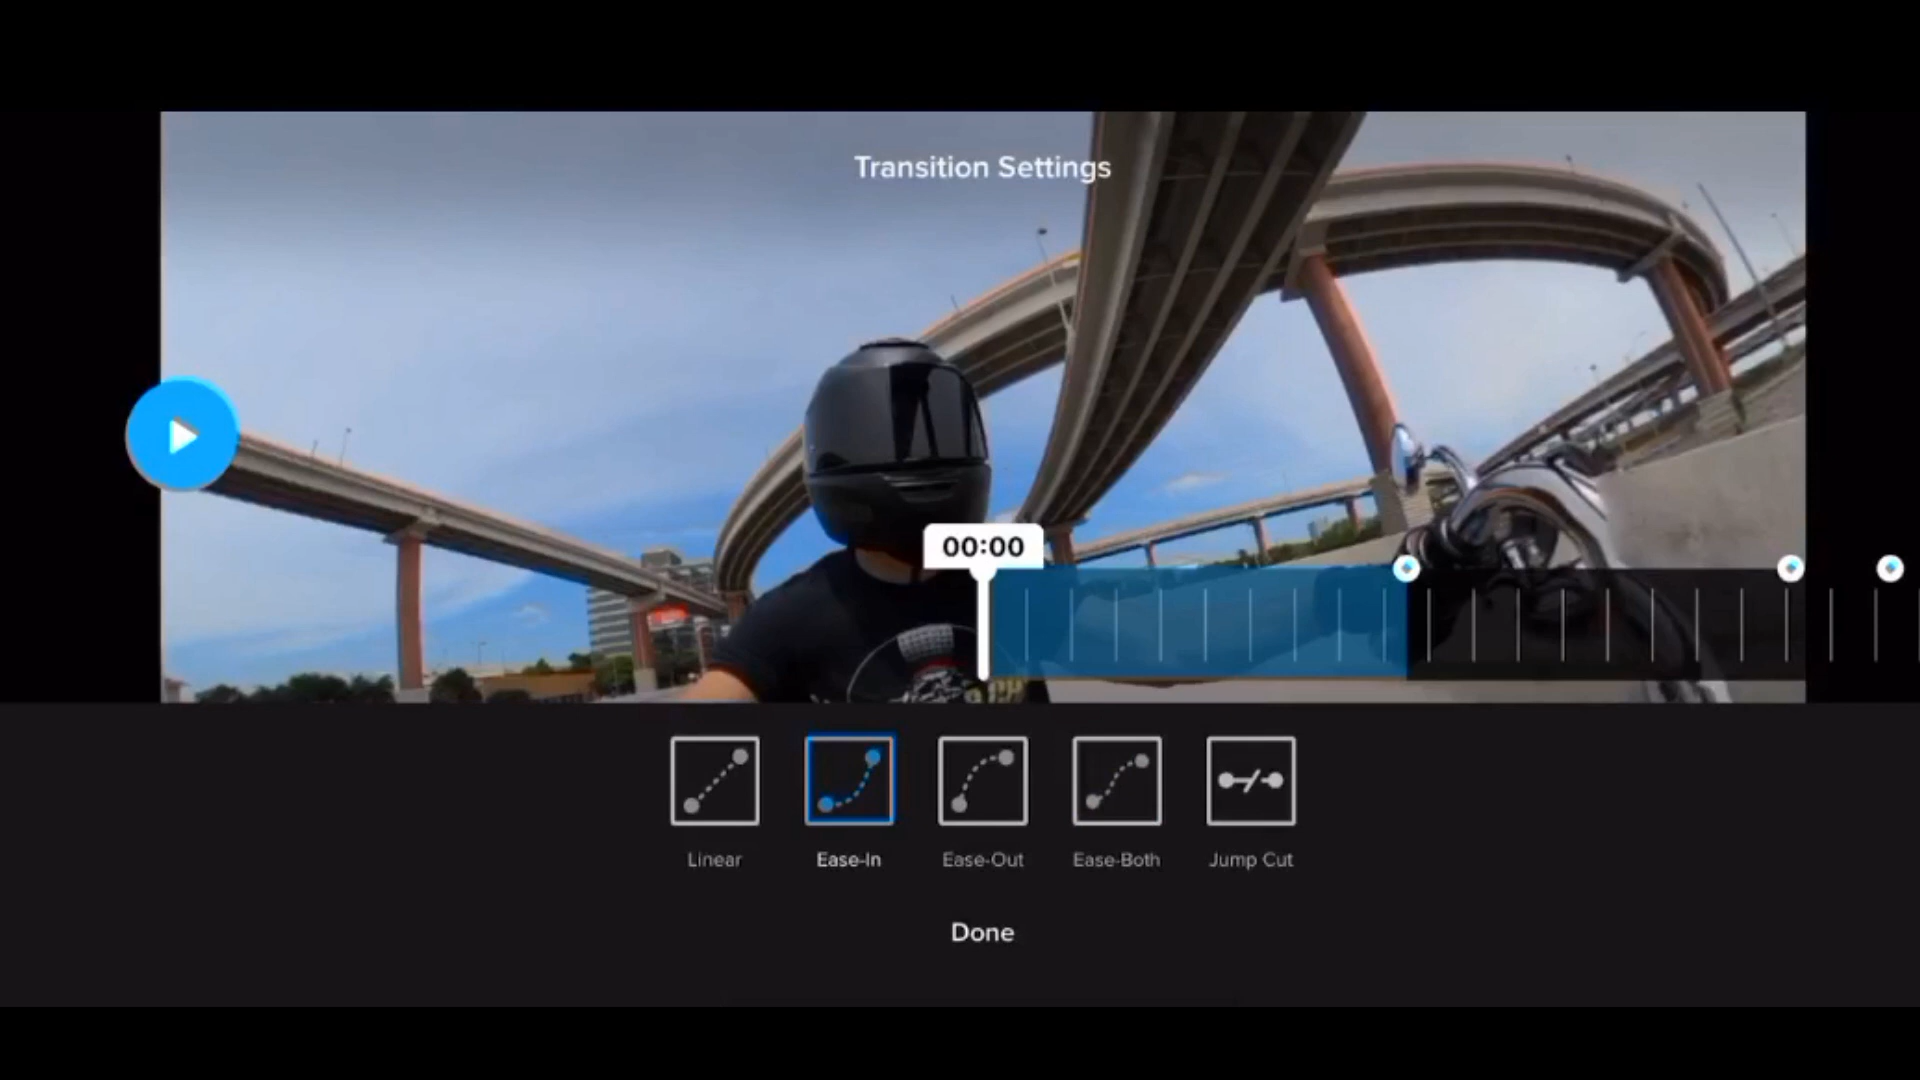 Transition Settings
00:00
Linear
Ease-In
Ease-Out
Ease-Both
Jump Cut
Done